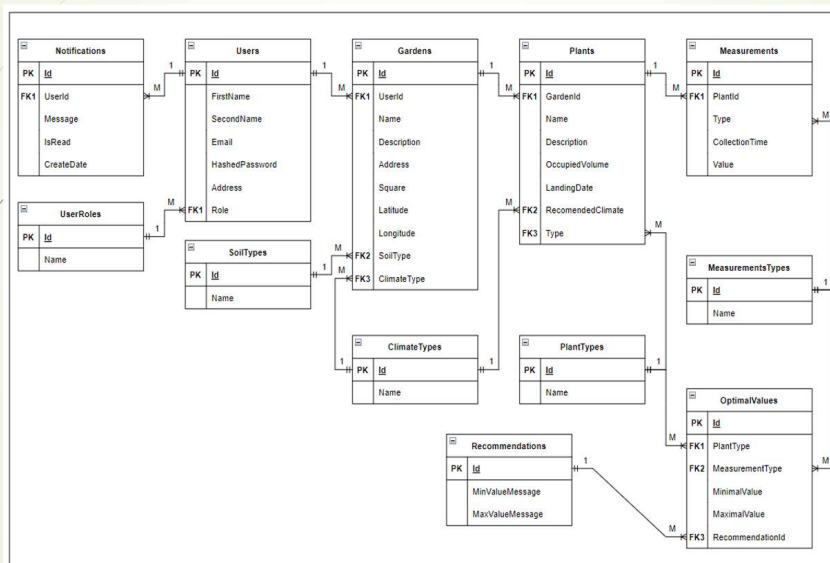 Notifications
PK Id
FK1 UserId
Message
IsRead
CreateDate
Users
PK Id
FirstName
SecondName
Email
HashedPassword
Address
FK1 Role
Gardens
PK Id
FK1 UserId
Name
Description
Address
Square
Latitude
Longitude
FK2 SoilType
FK3 ClimateType
Plants
PK Id
FK1 GardenId
Name
Description
OccupiedVolume
LandingDate
FK2 RecomendedClimate
FK3 Type
Measurements
PK Id
FK1 PlantId
Type
CollectionTime
Value
UserRoles
PK Id
Name
SoilTypes
PK Id
Name
ClimateTypes
PK Id
Name
PlantTypes
PK Id
Name
MeasurementsTypes
PK Id
Name
Recommendations
PK Id
MinValueMessage
MaxValueMessage
OptimalValues
PK Id
FK1 PlantType
FK2 MeasurementType
MinimalValue
MaximalValue
FK3 RecommendationId
1
M
1
M
1
M
1
M
M
M
1
M
1
M
M
1
1
1
1
M
M
1
M